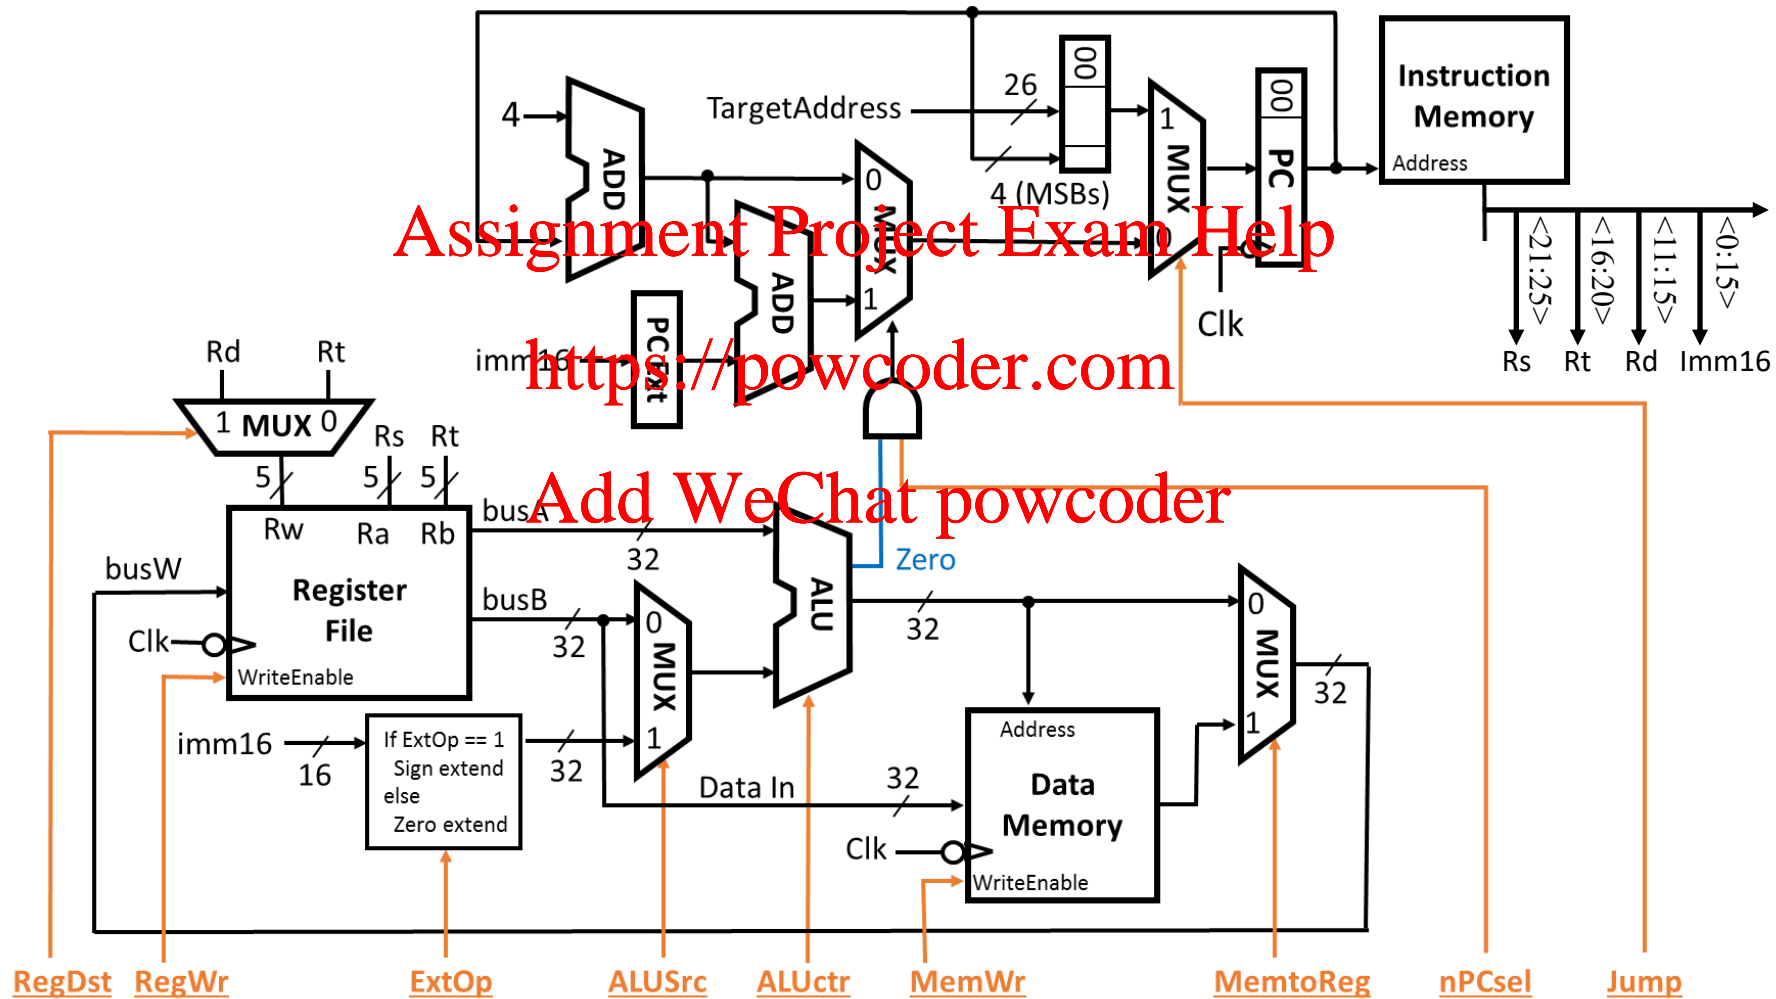 00
00
Instruction
Memory
Address
26
TargetAddress
4
1
MUX
PC
ADD
4 (MSBs)
0
MUX
0
1
ADD
Assignment Project Exam Help
<21:25>
<16:20>
<11:15>
<0:15>
Clk
Rs Rt Rd Imm16
imm16
PC Ext
https://powcoder.com
Rd Rt
1 MUX 0
Rs Rt
5 5 5
Add WeChat powcoder
busA
Rw Ra Rb
32
Zero
busW
Register
File
busB
32
Clk
WriteEnable
0
MUX
1
ALU
32
0
MUX
1
32
imm16
16
If ExtOp == 1
Sign extend
else
Zero extend
32
Address
Data In
32
Data
Memory
Clk
WriteEnable
RegDst RegWr ExtOp ALUSrc ALUctr MemWr MemtoReg nPCsel Jump